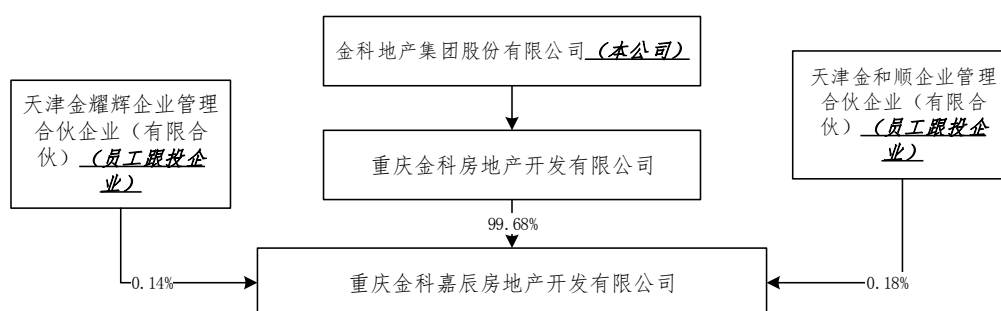 金科地产集团股份有限公司（本公司）
天津金耀辉企业管理
合伙企业（有限合
伙）（员工跟投企
业）
天津金和顺企业管理
合伙企业（有限合
伙）（员工跟投企
业）
重庆金科房地产开发有限公司
99.68%
0.14%
重庆金科嘉辰房地产开发有限公司
0.18%